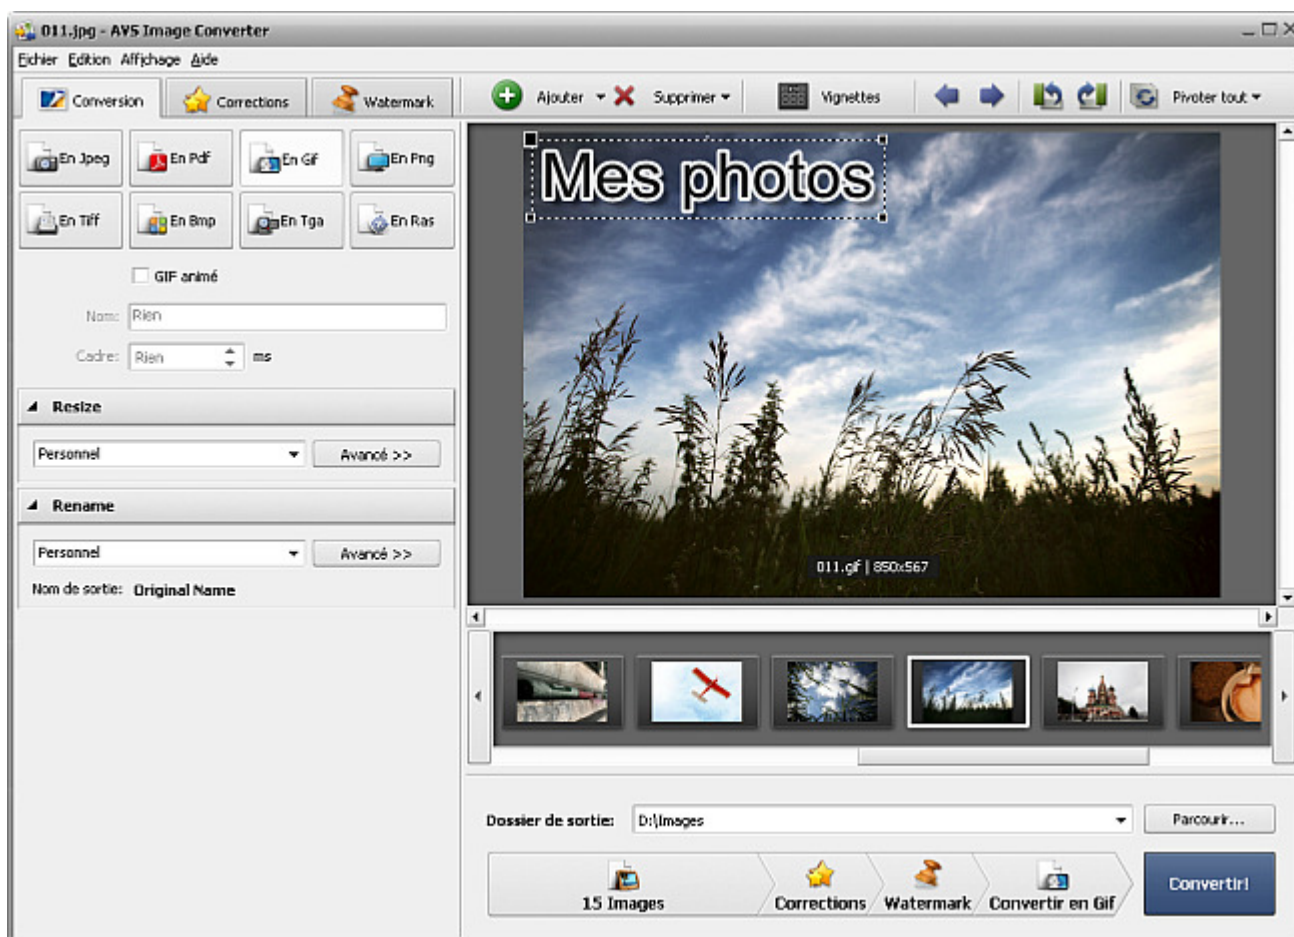 011.jpg - AVS Image Converter
Fichier Edition Affichage Aide
Conversion Corrections Watermark
Ajouter Supprimer Vignettes Pivoter tout
En Jpeg En Pdf En Gif En Png
En Tiff En Bmp En Tga En Ras
GIF animé
Nom: Rien
Cadre: Rien ms
Resize
Personnel Avancé >>
Rename
Personnel Avancé >>
Nom de sortie: Original Name
Mes photos
011.gif | 850x567
Dossier de sortie: D:\Images Parcourir...
15 Images Corrections Watermark Convertir en Gif Convertir!